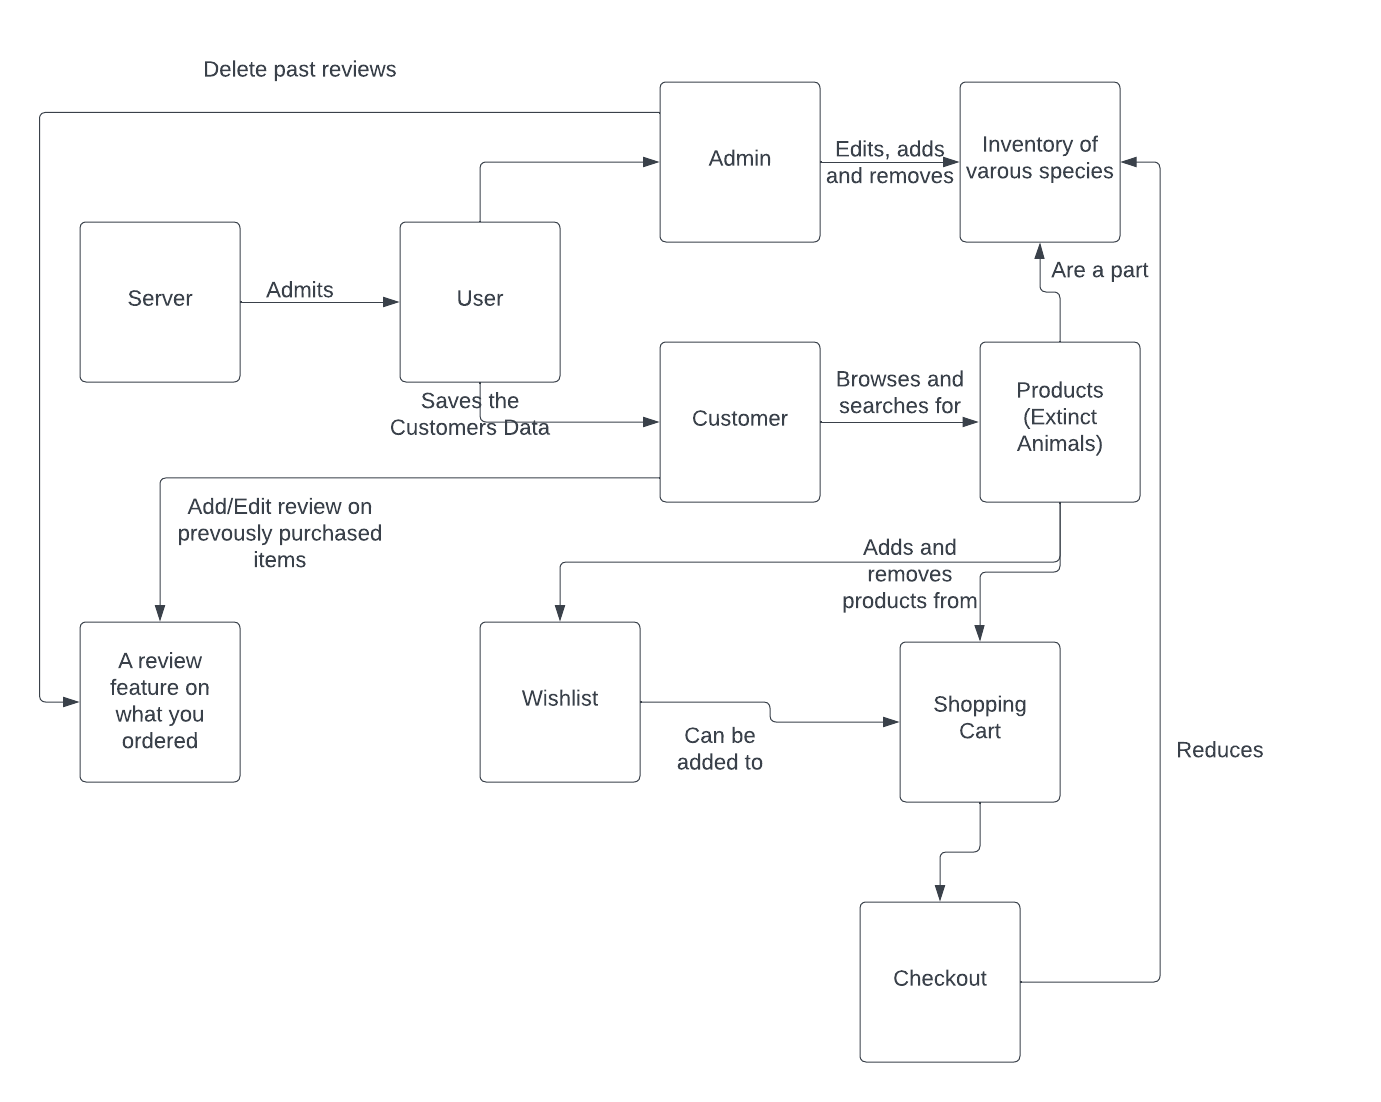 Delete past reviews
Admin
Edits, adds
and removes
Inventory of
varous species
Server
Admits
User
Are a part
Saves the
Customers Data
Customer
Browses and
searches for
Products
(Extinct
Animals)
Add/Edit review on
prevously purchased
items
Adds and
removes
products from
A review
feature on
what you
ordered
Wishlist
Can be
added to
Shopping
Cart
Reduces
Checkout